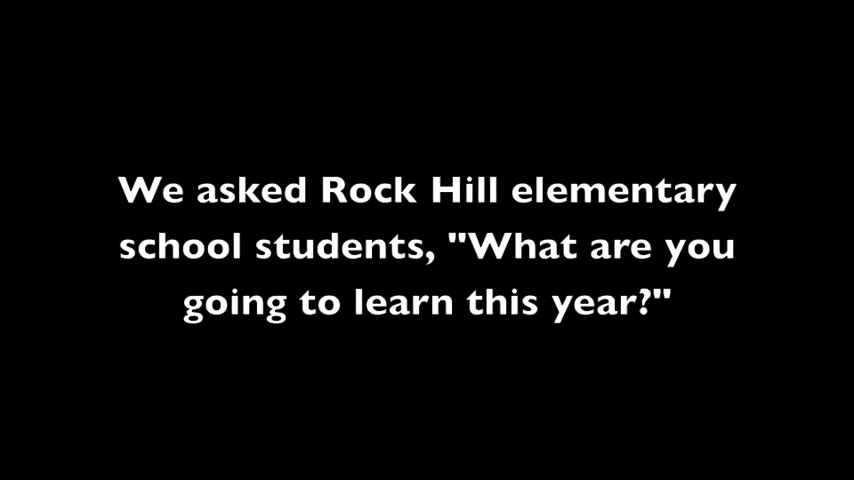 We asked Rock Hill elementary
school students, "What are you
going to learn this year?"